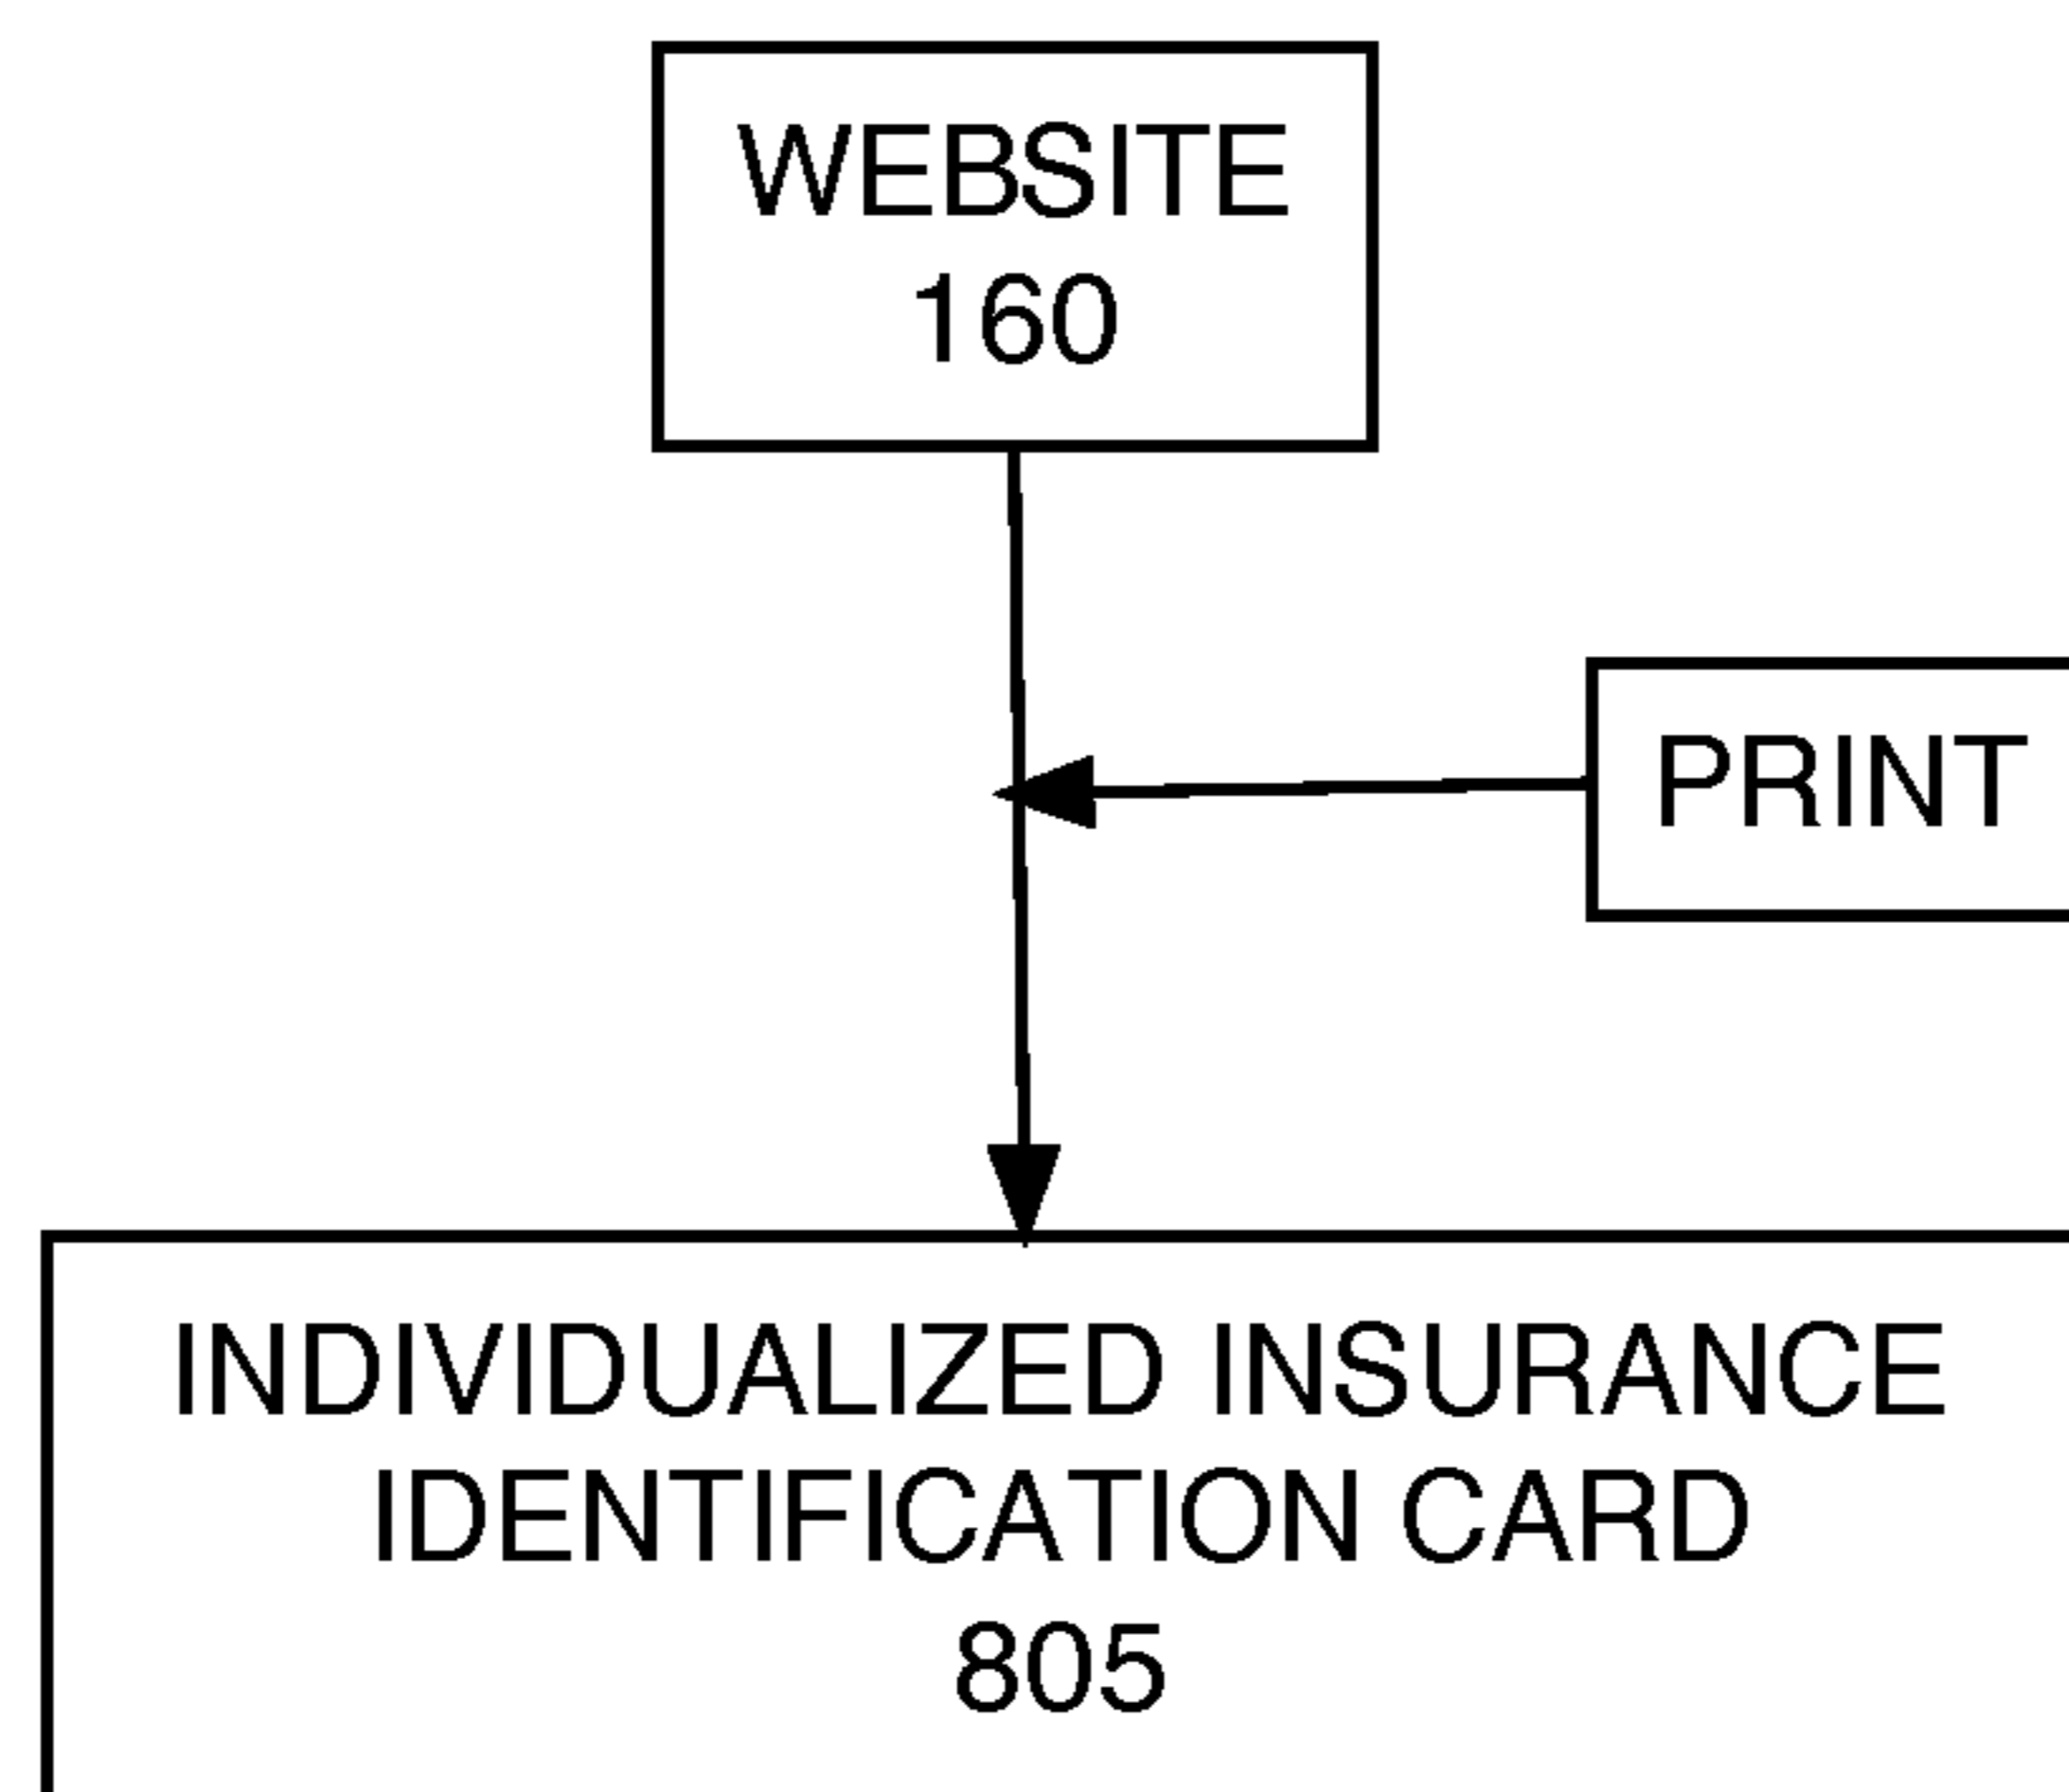 WEBSITE
160
PRINT
INDIVIDUALIZED INSURANCE
IDENTIFICATION CARD
805